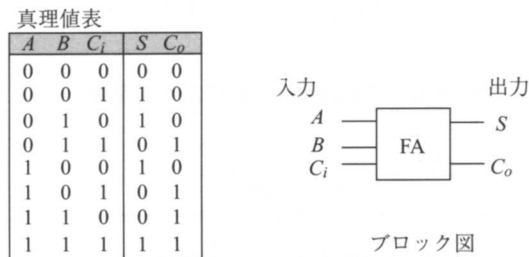 真理値表
A B Ci S Co
0 0 0 0 0
0 0 1 1 0
0 1 0 1 0
0 1 1 0 1
1 0 0 1 0
1 0 1 0 1
1 1 0 0 1
1 1 1 1 1
入力 出力
A S
B FA
Ci Co
ブロック図